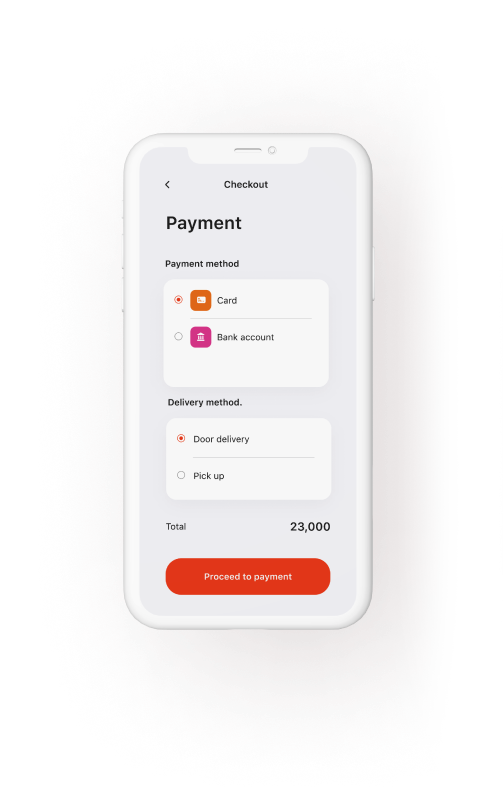 Checkout
Payment
Payment method
Card
Bank account
Delivery method.
Door delivery
Pick up
Total 23,000
Proceed to payment